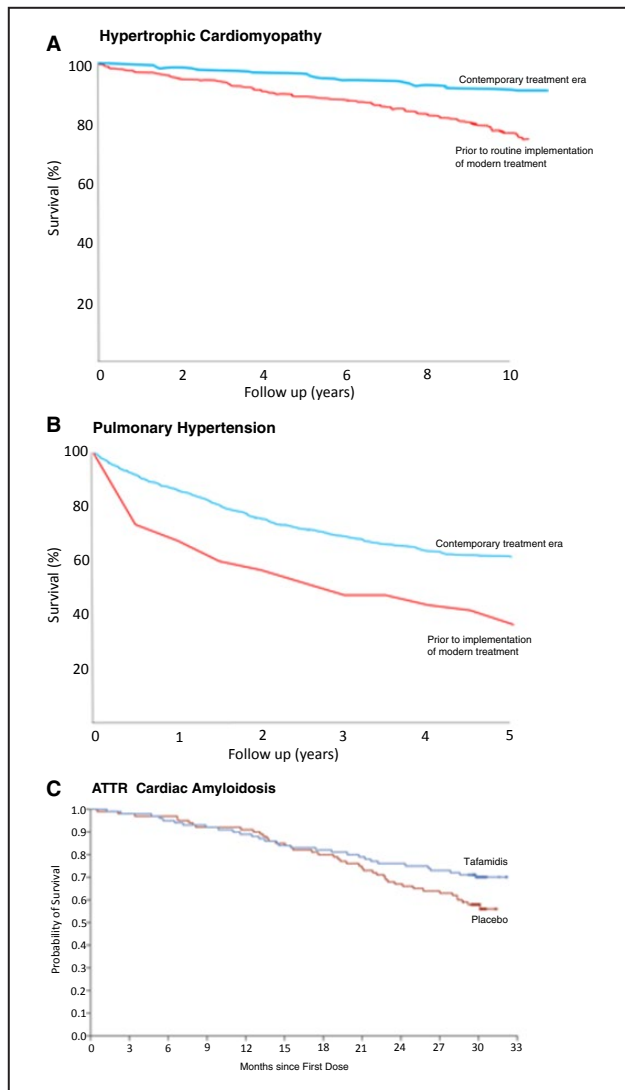 A
Hypertrophic Cardiomyopathy
100
80
60
40
20
Survival (%)
Contemporary treatment era
Prior to routine implementation
of modern treatment
0 2 4 6 8 10
Follow up (years)
B
Pulmonary Hypertension
100
80
60
40
20
Survival (%)
Contemporary treatment era
Prior to implementation
of modern treatment
0 1 2 3 4 5
Follow up (years)
C
ATTR Cardiac Amyloidosis
1.0
0.9
0.8
0.7
0.6
0.5
0.4
0.3
0.2
0.1
0.0
Probability of Survival
Tafamidis
Placebo
0 3 6 9 12 15 18 21 24 27 30 33
Months since First Dose